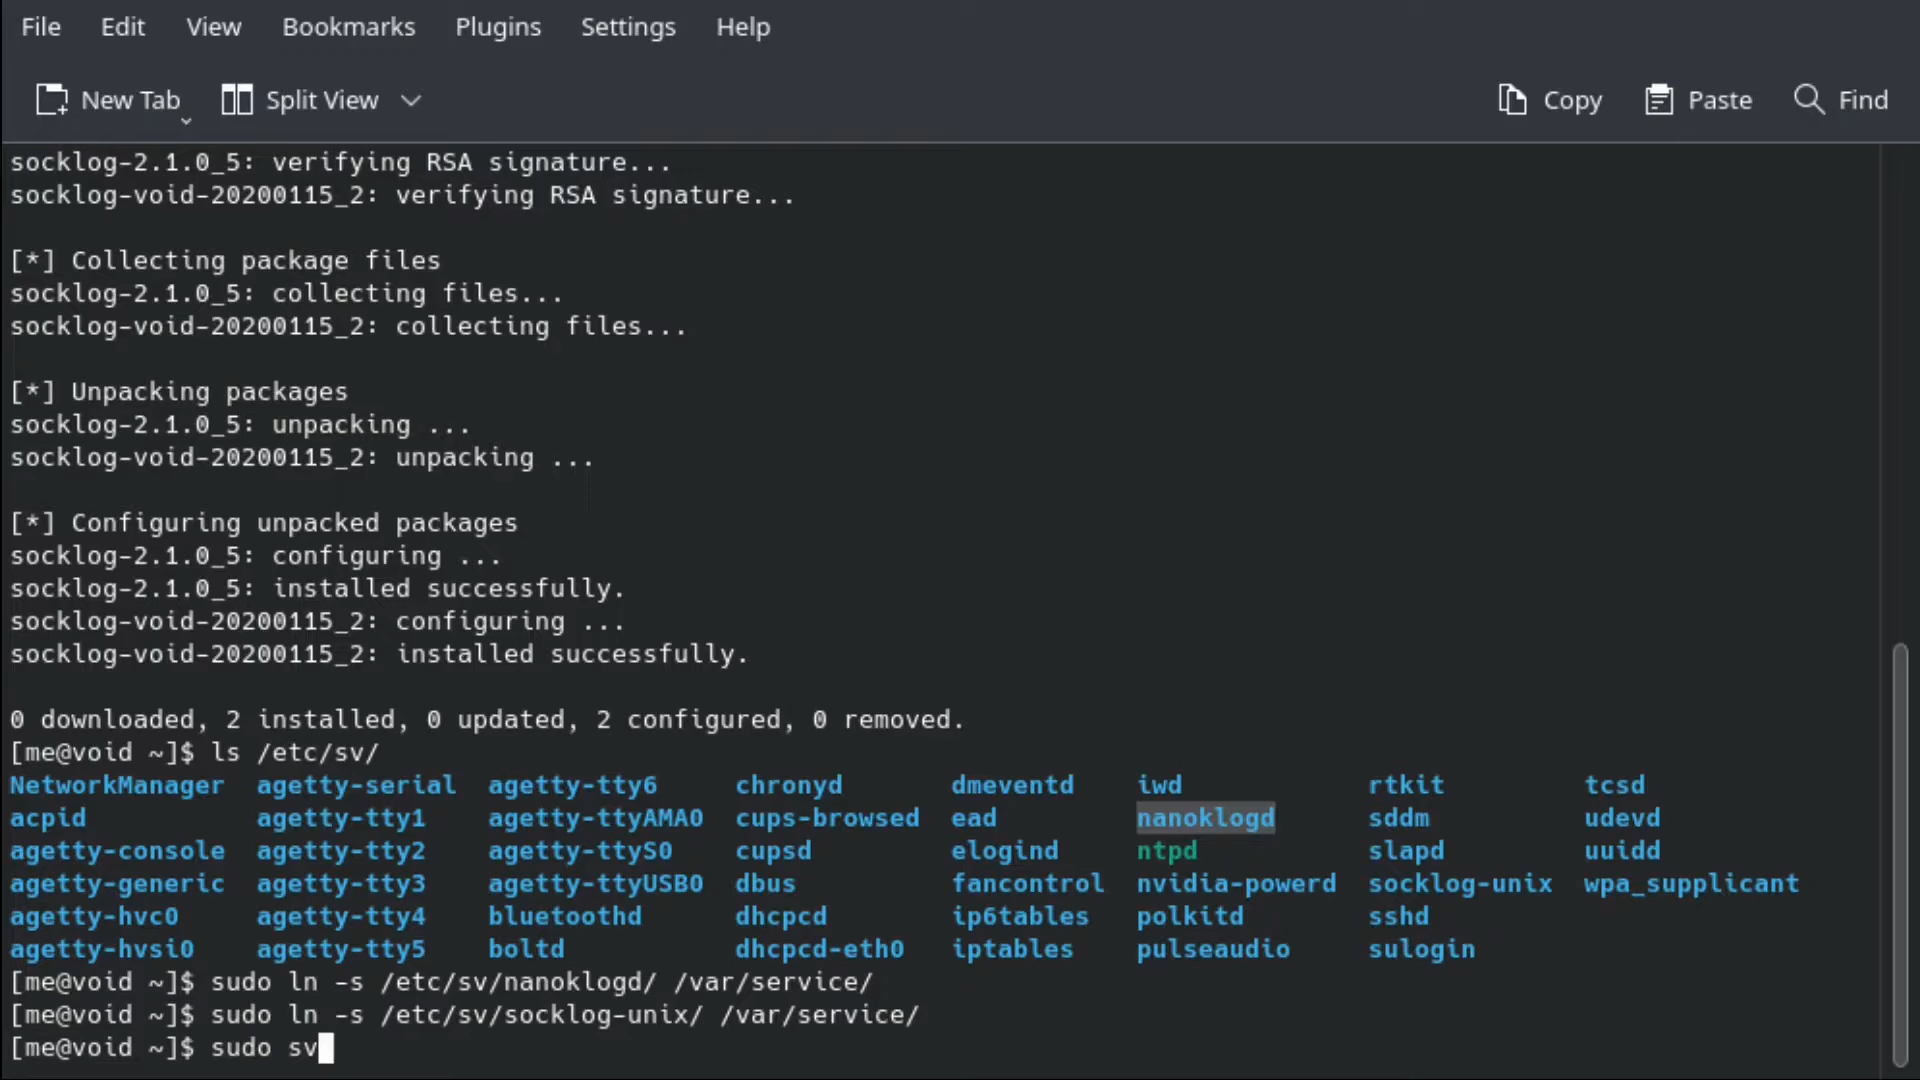 File Edit View Bookmarks Plugins Settings Help
New Tab Split View Copy Paste Find
socklog-2.1.0_5: verifying RSA signature...
socklog-void-20200115_2: verifying RSA signature...
[*] Collecting package files
socklog-2.1.0_5: collecting files...
socklog-void-20200115_2: collecting files...
[*] Unpacking packages
socklog-2.1.0_5: unpacking ...
socklog-void-20200115_2: unpacking ...
[*] Configuring unpacked packages
socklog-2.1.0_5: configuring ...
socklog-2.1.0_5: installed successfully.
socklog-void-20200115_2: configuring ...
socklog-void-20200115_2: installed successfully.
0 downloaded, 2 installed, 0 updated, 2 configured, 0 removed.
[me@void ~]$ ls /etc/sv/
NetworkManager agetty-serial agetty-tty6 chronyd dmeventd iwd rtkit tcsd
acpid agetty-tty1 agetty-ttyAMA0 cups-browsed ead nanoklogd sddm udevd
agetty-console agetty-tty2 agetty-ttyS0 cupsd elogind ntpd slapd uuidd
agetty-generic agetty-tty3 agetty-ttyUSB0 dbus fancontrol nvidia-powerd socklog-unix wpa_supplicant
agetty-hvc0 agetty-tty4 bluetoothd dhcpcd ip6tables polkitd sshd
agetty-hvsi0 agetty-tty5 boltd dhcpcd-eth0 iptables pulseaudio sulogin
[me@void ~]$ sudo ln -s /etc/sv/nanoklogd/ /var/service/
[me@void ~]$ sudo ln -s /etc/sv/socklog-unix/ /var/service/
[me@void ~]$ sudo sv